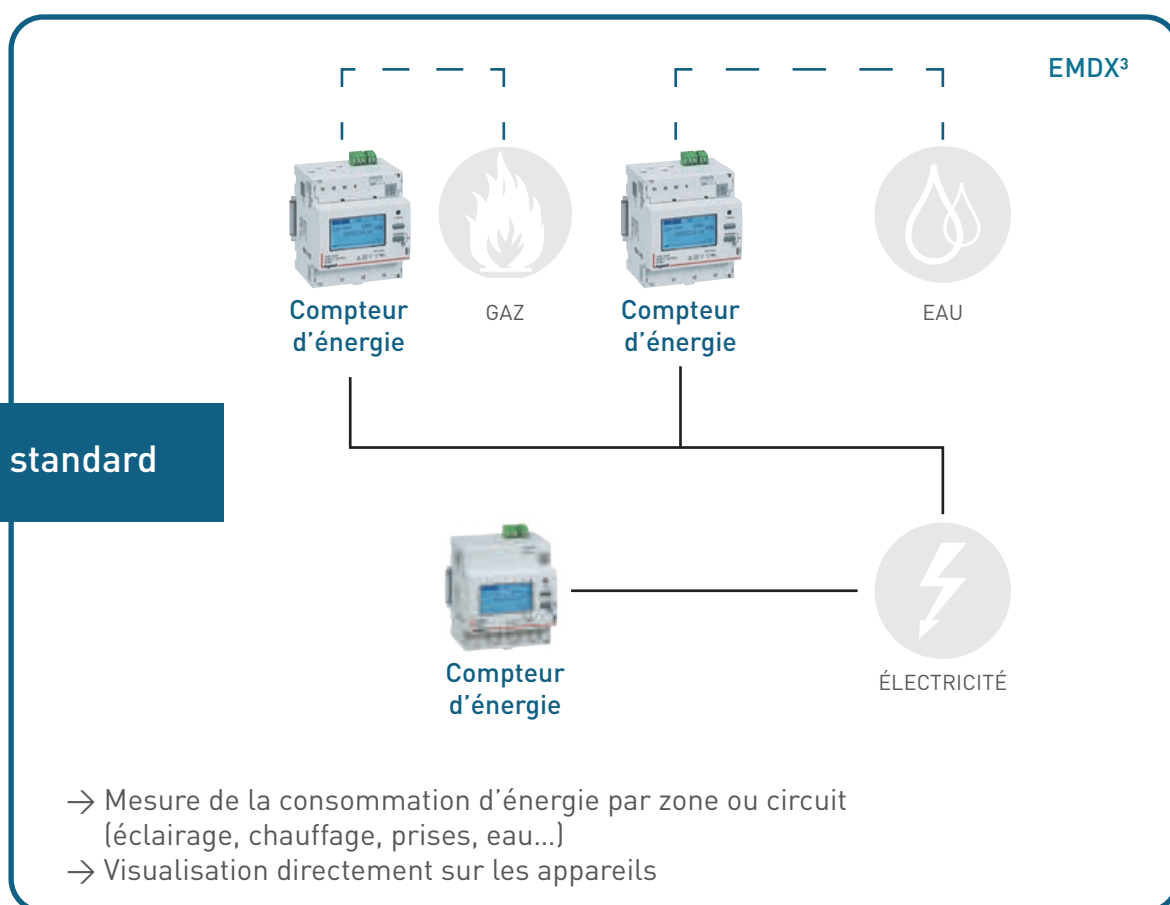 EMDX³
Compteur
d'énergie
GAZ
Compteur
d'énergie
EAU
standard
Compteur
d'énergie
ÉLECTRICITÉ
→ Mesure de la consommation d'énergie par zone ou circuit
(éclairage, chauffage, prises, eau...)
→ Visualisation directement sur les appareils